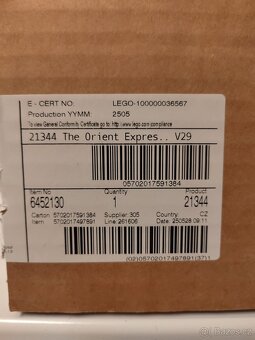 E - CERT NO: LEGO-100000036567
Production YYMM: 2505
To view General Conformity Certificate go to: http://www.lego.com/compliance
21344 The Orient Expres.. V29
05702017591384
Item No Quantity Product
6452130 1 21344
Carton 5702017591384 Supplier: 305 Country: CZ
Item 5702017497891 Line: 261606 Date: 250528 09:11
(02)05702017497891(37)1
bazos.cz